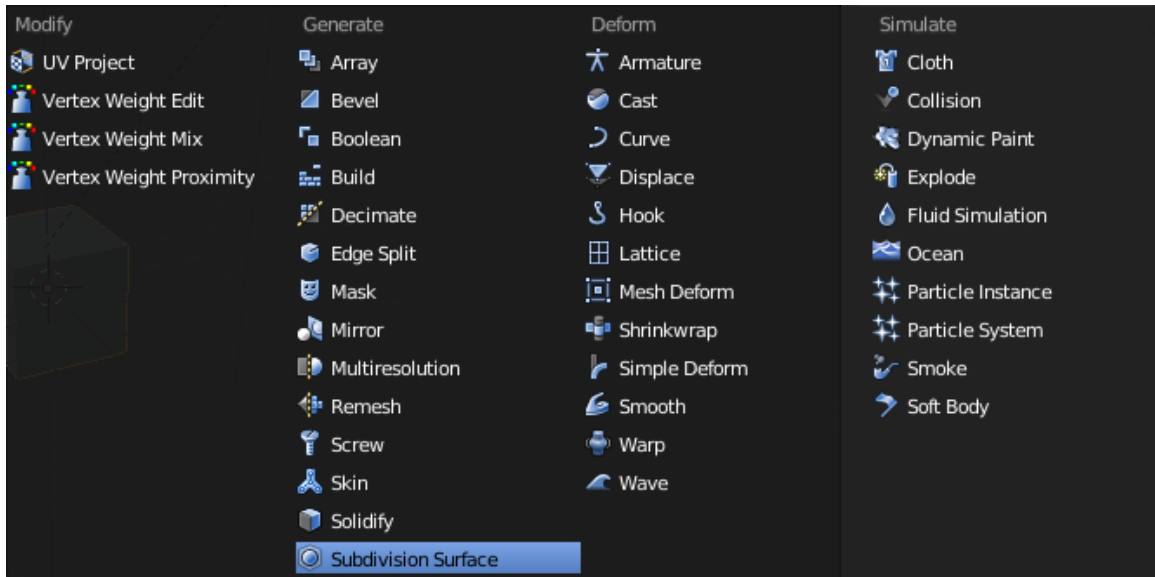 Modify
UV Project
Vertex Weight Edit
Vertex Weight Mix
Vertex Weight Proximity
Generate
Array
Bevel
Boolean
Build
Decimate
Edge Split
Mask
Mirror
Multiresolution
Remesh
Screw
Skin
Solidify
Subdivision Surface
Deform
Armature
Cast
Curve
Displace
Hook
Lattice
Mesh Deform
Shrinkwrap
Simple Deform
Smooth
Warp
Wave
Simulate
Cloth
Collision
Dynamic Paint
Explode
Fluid Simulation
Ocean
Particle Instance
Particle System
Smoke
Soft Body